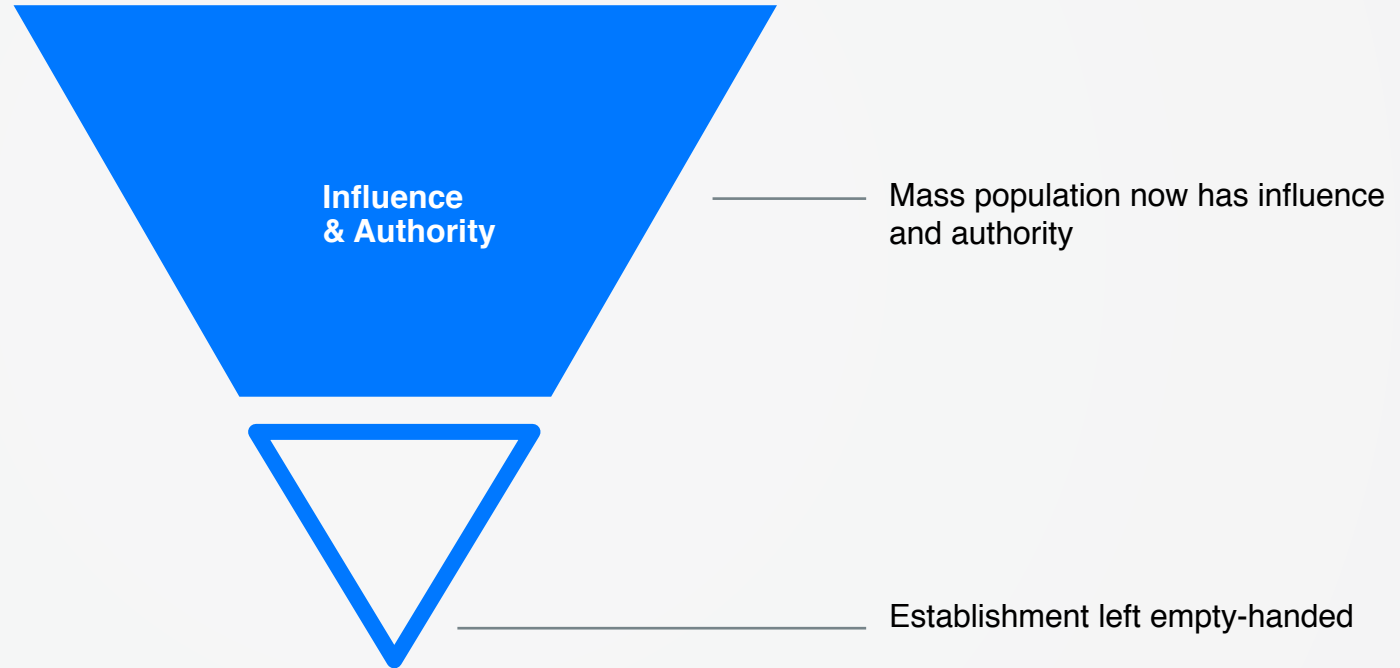 Influence
& Authority
Mass population now has influence
and authority
Establishment left empty-handed